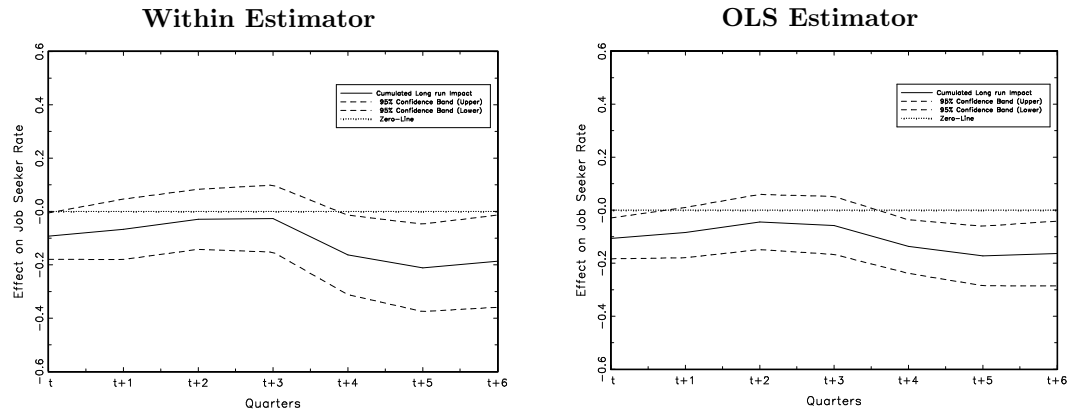 Within Estimator
Effect on Job Seeker Rate
0.6
0.4
0.2
−0.0
−0.2
−0.4
−0.6
Cumulated Long run Impact
95% Confidence Band (Upper)
95% Confidence Band (Lower)
Zero−Line
t
t+1
t+2
t+3
t+4
t+5
t+6
Quarters
OLS Estimator
Effect on Job Seeker Rate
0.6
0.4
0.2
−0.0
−0.2
−0.4
−0.6
Cumulated Long run Impact
95% Confidence Band (Upper)
95% Confidence Band (Lower)
Zero−Line
t
t+1
t+2
t+3
t+4
t+5
t+6
Quarters